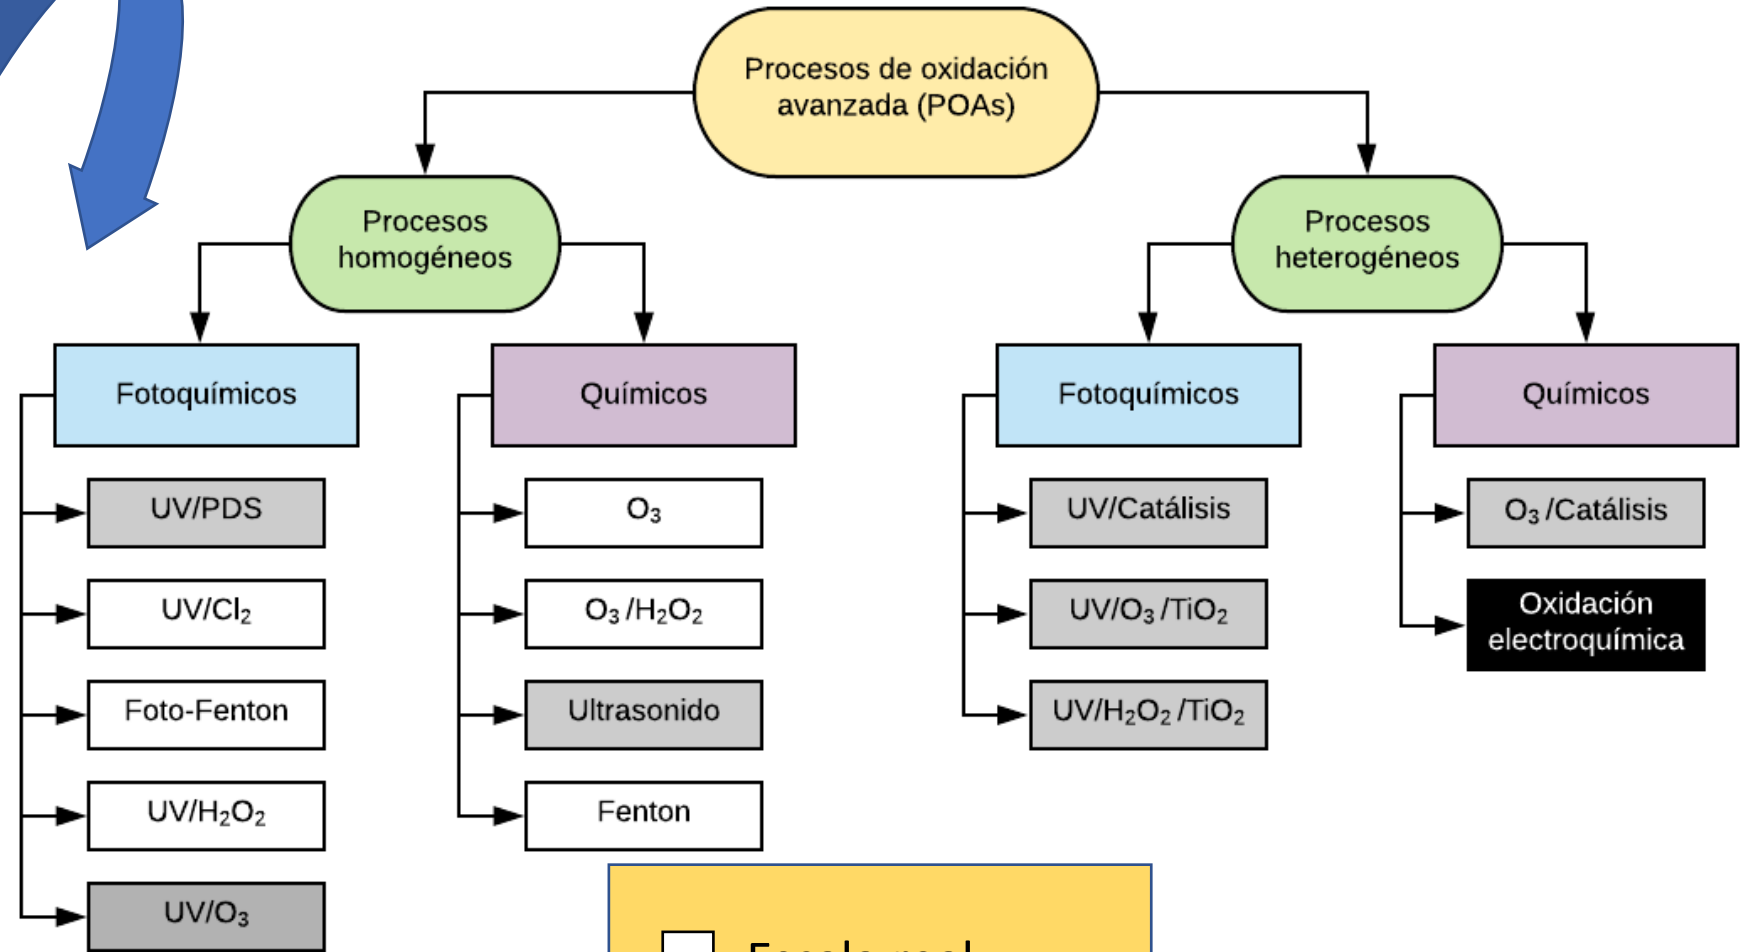 Procesos de oxidación
avanzada (POAs)
Procesos
homogéneos
Procesos
heterogéneos
Fotoquímicos
Químicos
Fotoquímicos
Químicos
UV/PDS
UV/Cl₂
Foto-Fenton
UV/H₂O₂
UV/O₃
O₃
O₃/H₂O₂
Ultrasonido
Fenton
UV/Catálisis
UV/O₃/TiO₂
UV/H₂O₂/TiO₂
O₃/Catálisis
Oxidación
electroquímica
Escala real